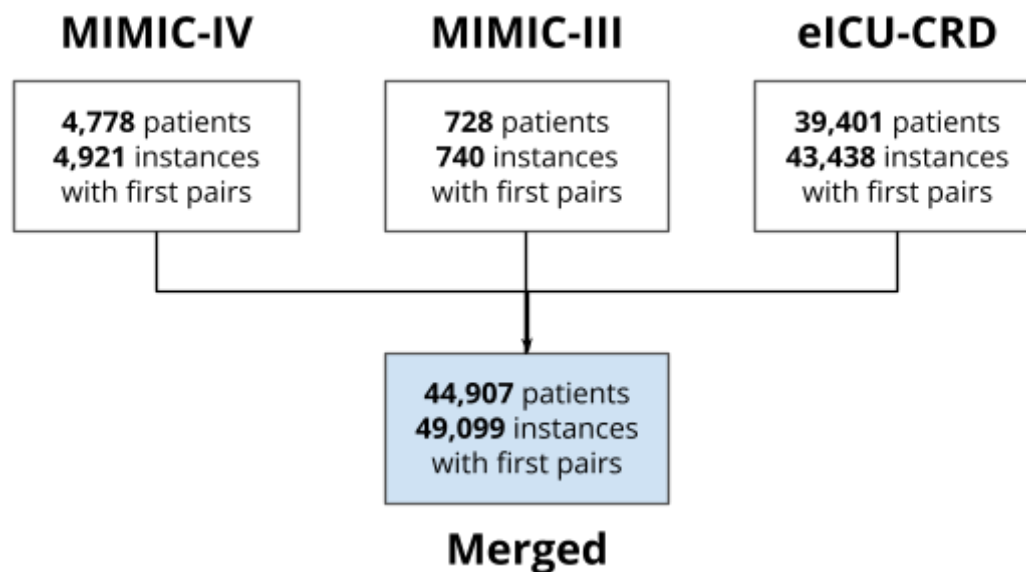 MIMIC-IV
4,778 patients
4,921 instances
with first pairs
MIMIC-III
728 patients
740 instances
with first pairs
eICU-CRD
39,401 patients
43,438 instances
with first pairs
44,907 patients
49,099 instances
with first pairs
Merged